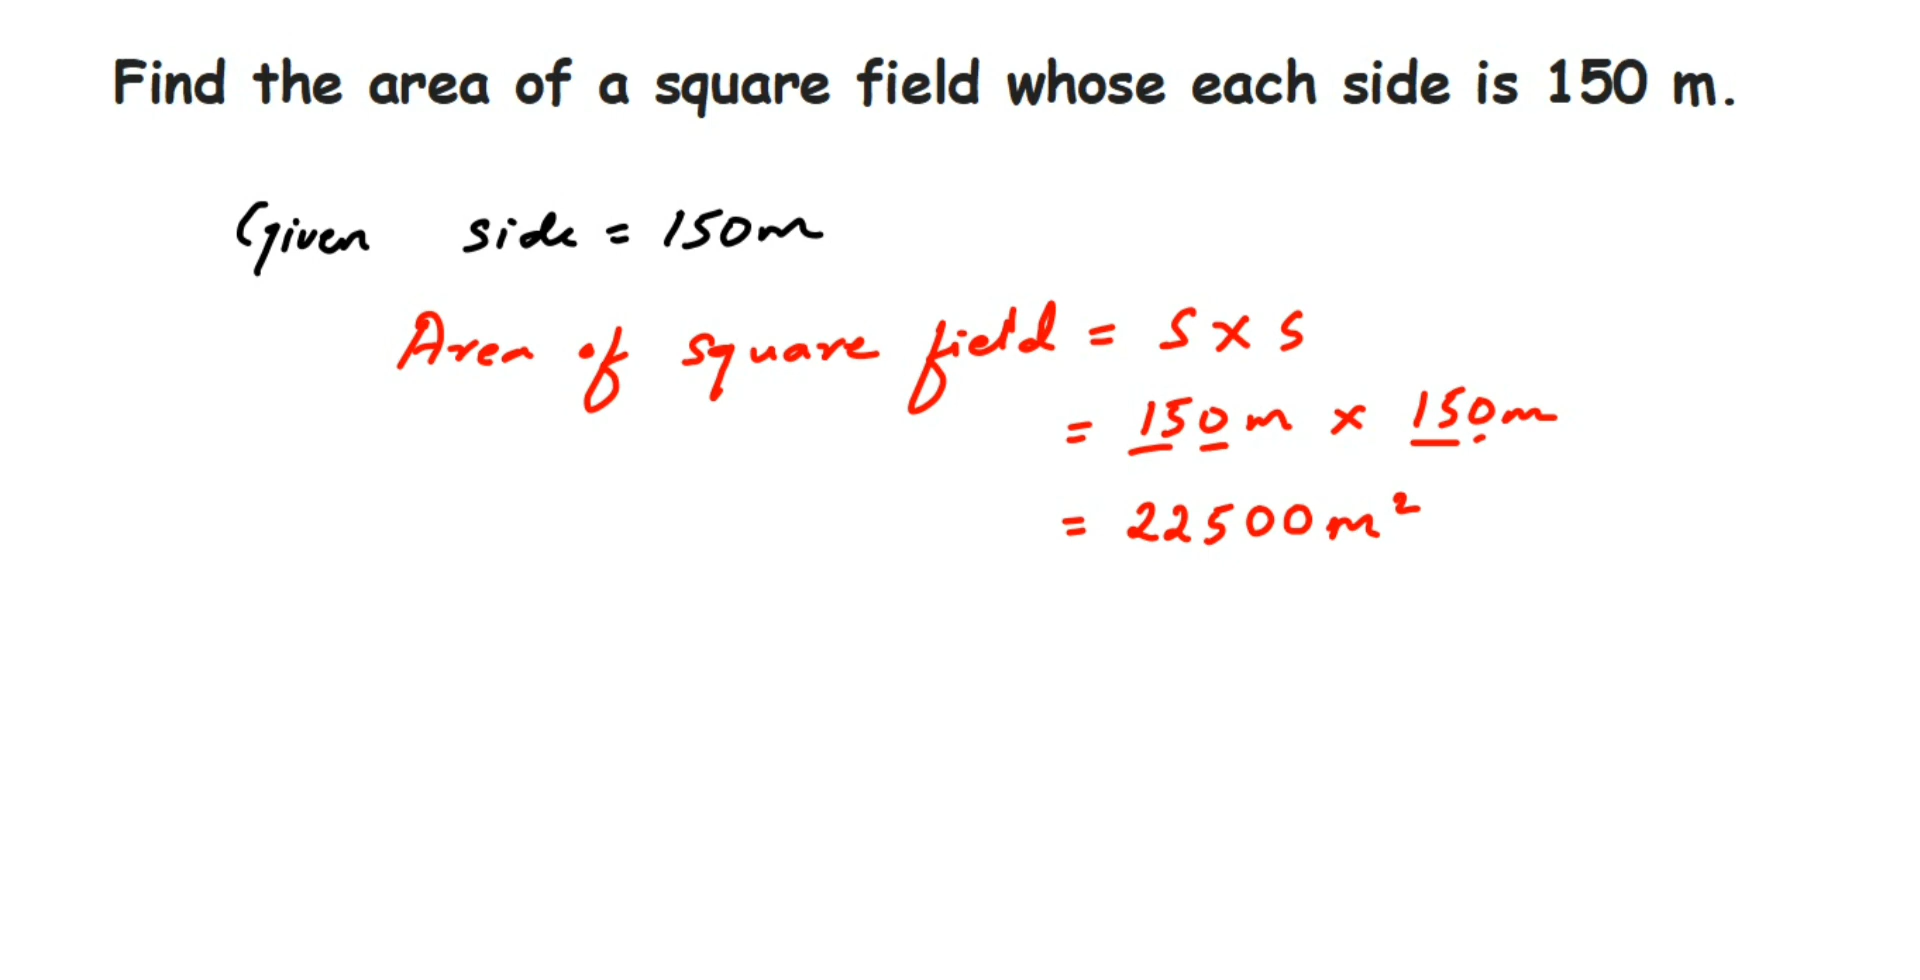 Find the area of a square field whose each side is 150 m.
Given side = 150m
Area of square field = s x s
= 150m x 150m
= 22500m²